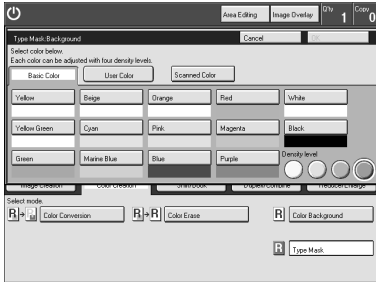 Area Editing Image Overlay Q'ty 1 Copy 0
Type Mask:Background Cancel OK
Select color below.
Each color can be adjusted with four density levels.
Basic Color User Color Scanned Color
Yellow Beige Orange Red White
Yellow Green Cyan Pink Magenta Black
Green Marine Blue Blue Purple Density level
Image Creation Color Creation Shift/Book Duplex/Combine Reduce/Enlarge
Select mode.
R R Color Conversion R R Color Erase R Color Background
R Type Mask